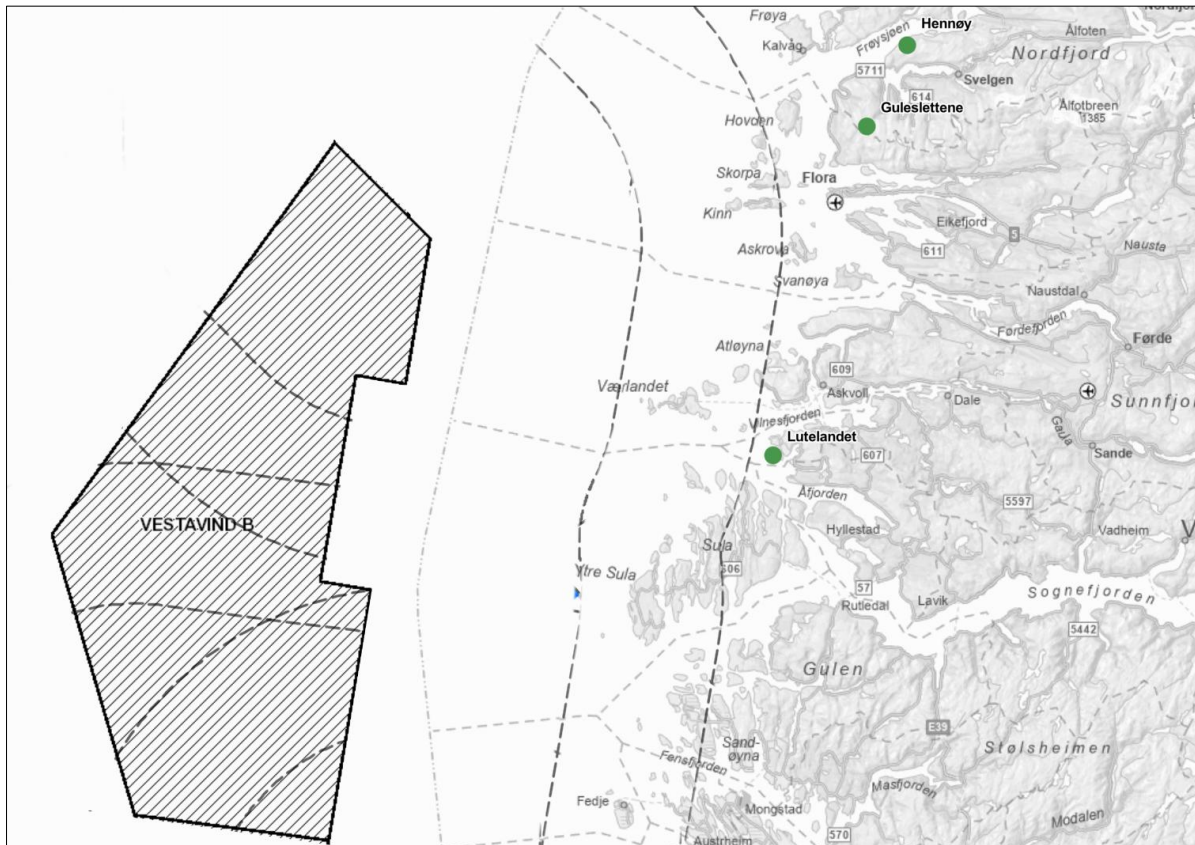 Hennøy
Frøya
Kalvåg
Frøysjøen
Ålfoten
Nordfjord
5711
Svelgen
614
Guleslettene
Ålfotbreen
1385
Hovden
Skorpa
Flora
Kinn
Eikefjord
5
Askrova
611
Nausta
Svanøya
Naustdal
Førdefjorden
Førde
Atløyna
609
Værlandet
Askvoll
Dale
Sunnfjor
Vilnesfjorden
Gaula
Lutelandet
Sande
607
Åfjorden
5597
VESTAVIND B
Hyllestad
Vadheim
V
Sula
606
Ytre Sula
57
Rutledal
Lavik
Sognefjorden
5442
Gulen
E39
Sand-
øyna
Stølsheimen
Fensfjorden
Masfjorden
Fedje
Mongstad
Modalen
570
Austrheim